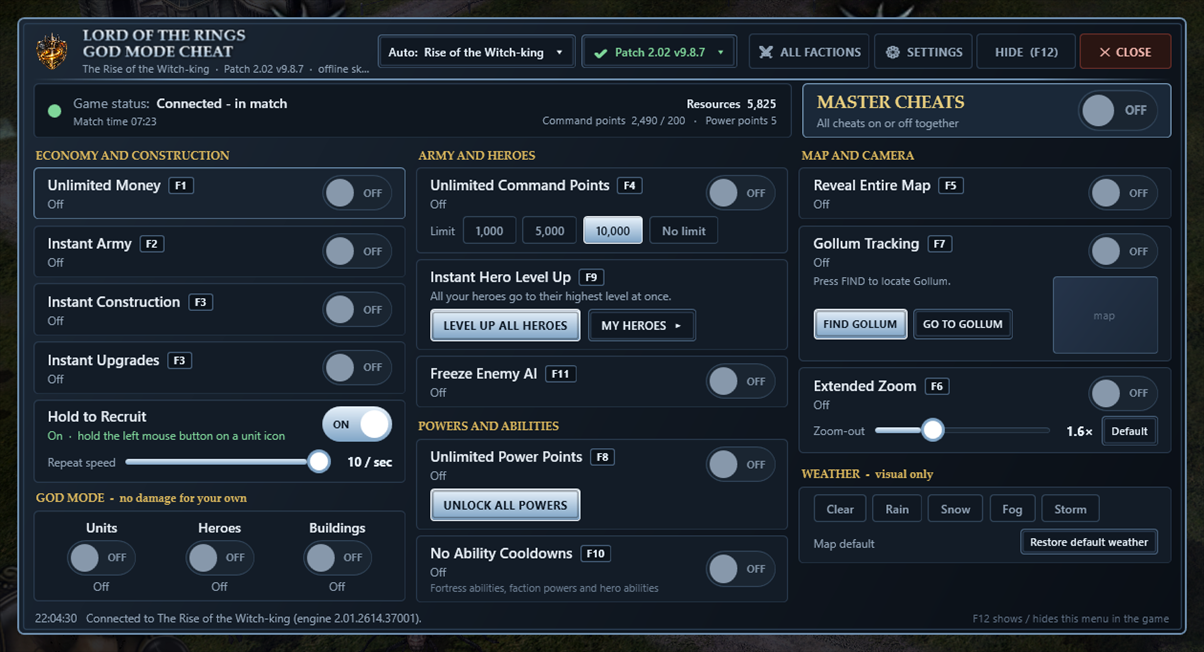 LORD OF THE RINGS
GOD MODE CHEAT
The Rise of the Witch-king · Patch 2.02 v9.8.7 · offline sk...
Auto: Rise of the Witch-king
Patch 2.02 v9.8.7
ALL FACTIONS
SETTINGS
HIDE (F12)
CLOSE
Game status: Connected - in match
Match time 07:23
Resources 5,825
Command points 2,490 / 200 · Power points 5
MASTER CHEATS
All cheats on or off together
OFF
ECONOMY AND CONSTRUCTION
Unlimited Money F1
Off
OFF
Instant Army F2
Off
OFF
Instant Construction F3
Off
OFF
Instant Upgrades F3
Off
OFF
Hold to Recruit
On · hold the left mouse button on a unit icon
ON
Repeat speed 10 / sec
GOD MODE - no damage for your own
Units Heroes Buildings
OFF OFF OFF
Off Off Off
ARMY AND HEROES
Unlimited Command Points F4
Off
OFF
Limit 1,000 5,000 10,000 No limit
Instant Hero Level Up F9
All your heroes go to their highest level at once.
LEVEL UP ALL HEROES MY HEROES
Freeze Enemy AI F11
Off
OFF
POWERS AND ABILITIES
Unlimited Power Points F8
Off
OFF
UNLOCK ALL POWERS
No Ability Cooldowns F10
Off
OFF
Fortress abilities, faction powers and hero abilities
MAP AND CAMERA
Reveal Entire Map F5
Off
OFF
Gollum Tracking F7
Off
OFF
Press FIND to locate Gollum.
FIND GOLLUM GO TO GOLLUM
map
Extended Zoom F6
Off
OFF
Zoom-out 1.6× Default
WEATHER - visual only
Clear Rain Snow Fog Storm
Map default Restore default weather
22:04:30 Connected to The Rise of the Witch-king (engine 2.01.2614.37001).
F12 shows / hides this menu in the game